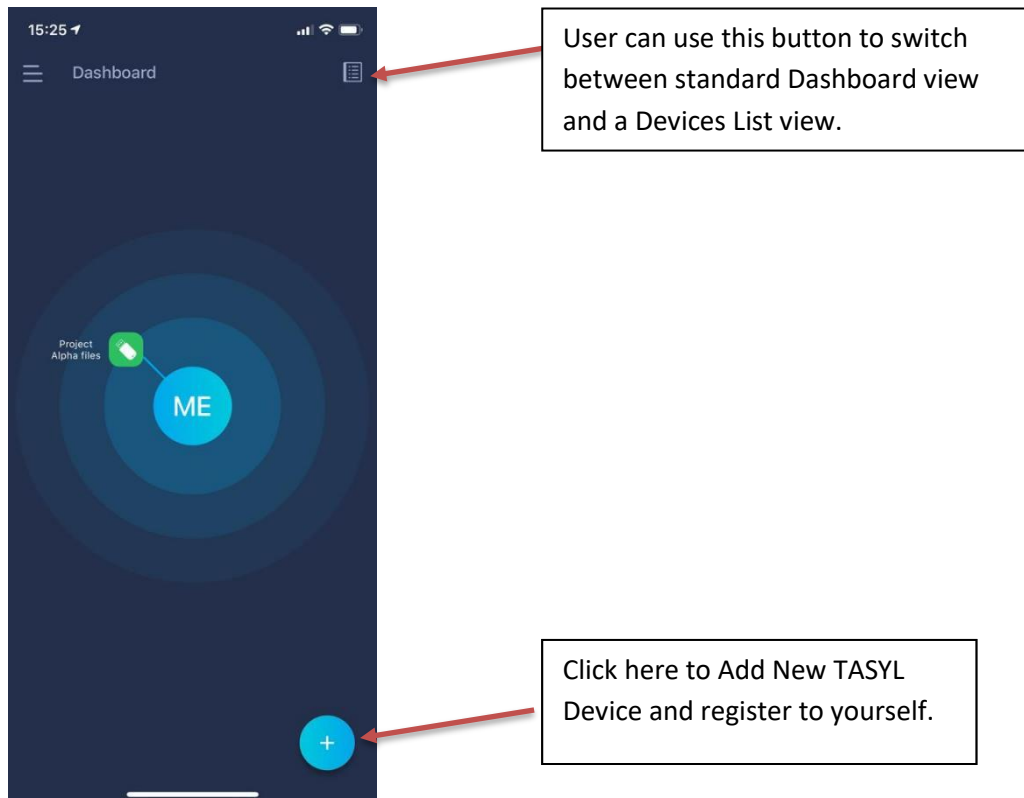 15:25
Dashboard
User can use this button to switch
between standard Dashboard view
and a Devices List view.
Project
Alpha files
ME
Click here to Add New TASYL
Device and register to yourself.
+